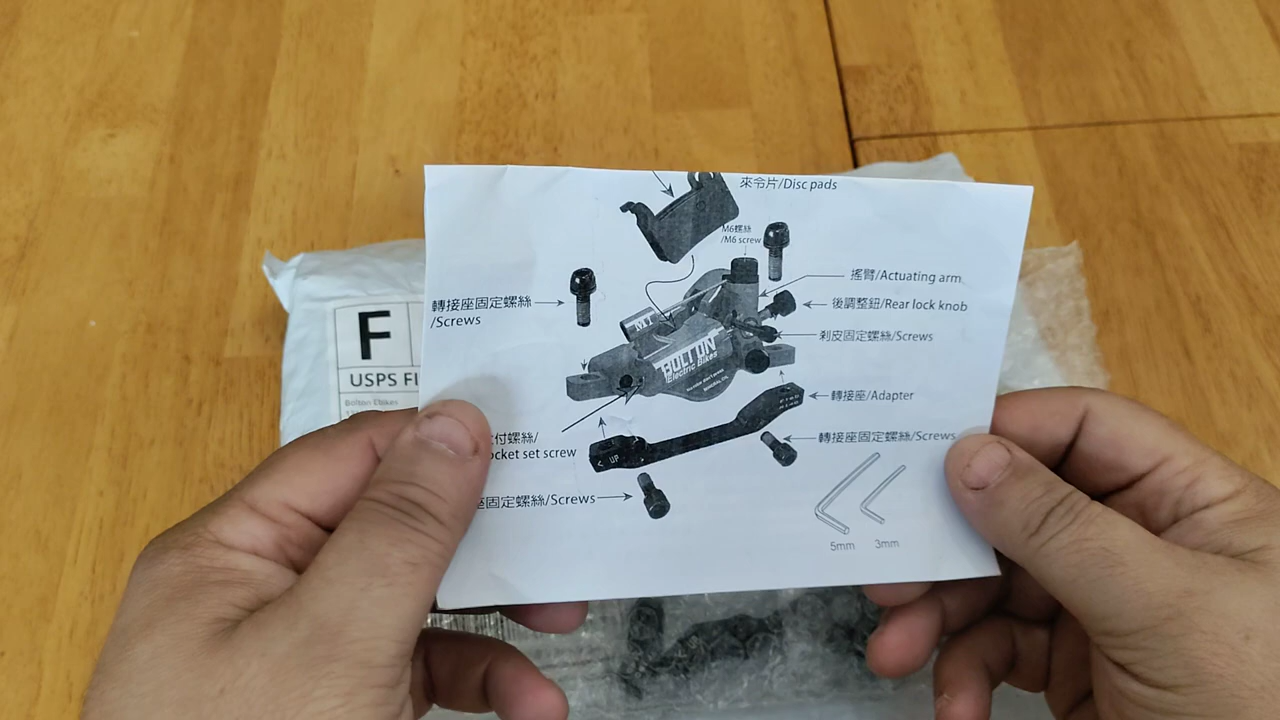 來令片/Disc pads
M6螺絲
/M6 screw
搖臂/Actuating arm
轉接座固定螺絲
/Screws
後調整鈕/Rear lock knob
M1
剎皮固定螺絲/Screws
BOLTON
Electric Bikes
轉接座/Adapter
付螺絲/
ocket set screw
UP
轉接座固定螺絲/Screws
座固定螺絲/Screws
5mm 3mm
F
USPS FI
Bolton Ebikes